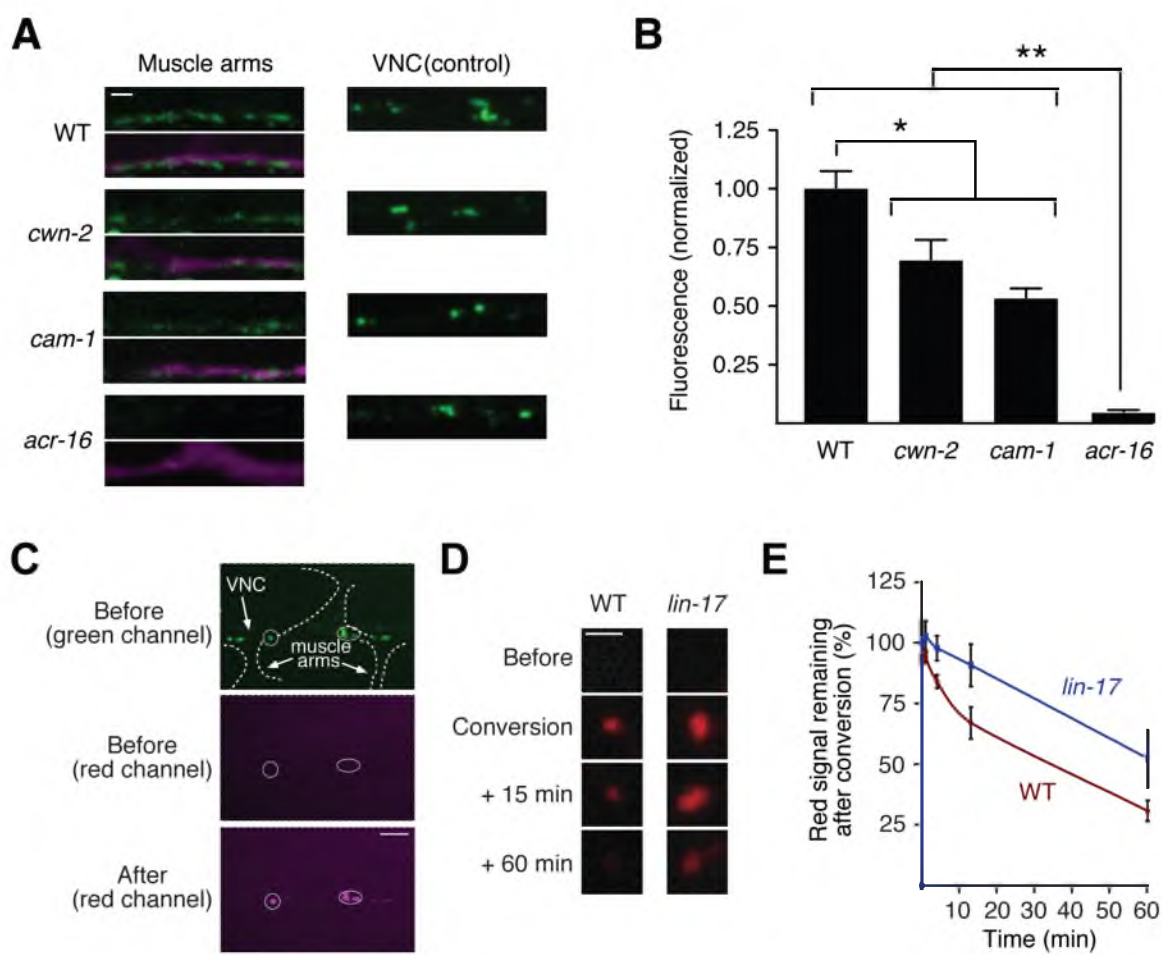 A
Muscle arms
VNC(control)
WT
cwn-2
cam-1
acr-16
B
**
*
Fluorescence (normalized)
1.25
1.00
0.75
0.50
0.25
WT
cwn-2
cam-1
acr-16
C
Before
(green channel)
VNC
muscle
arms
Before
(red channel)
After
(red channel)
D
WT
lin-17
Before
Conversion
+ 15 min
+ 60 min
E
Red signal remaining
after conversion (%)
125
100
75
50
25
lin-17
WT
10 20 30 40 50 60
Time (min)